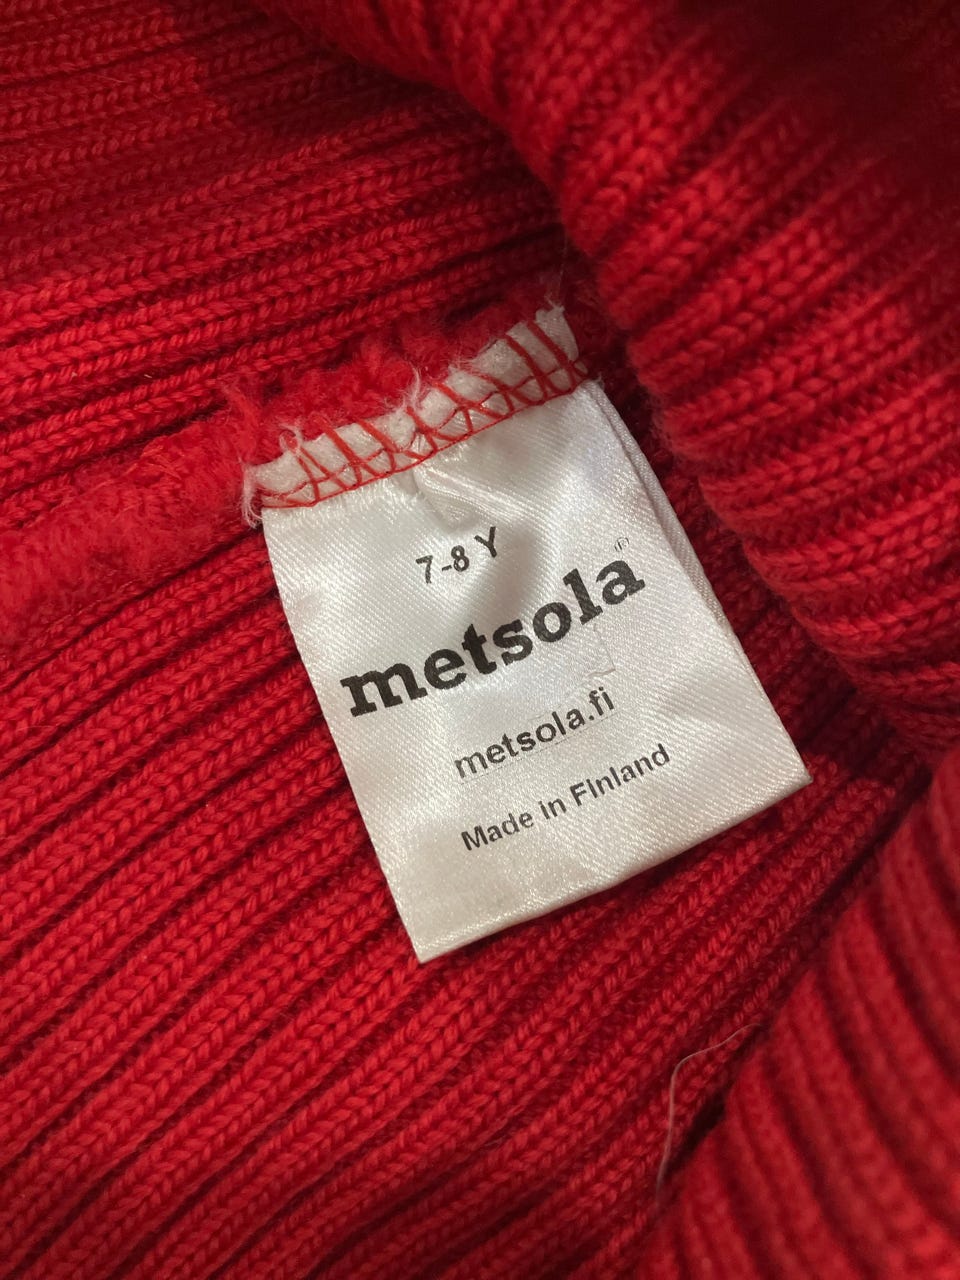 7-8 Y
metsola®
metsola.fi
Made in Finland